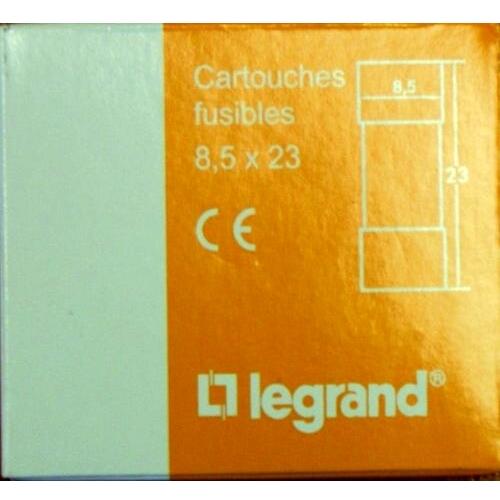 Cartouches
fusibles
8,5 x 23
CE
8,5
23
legrand®